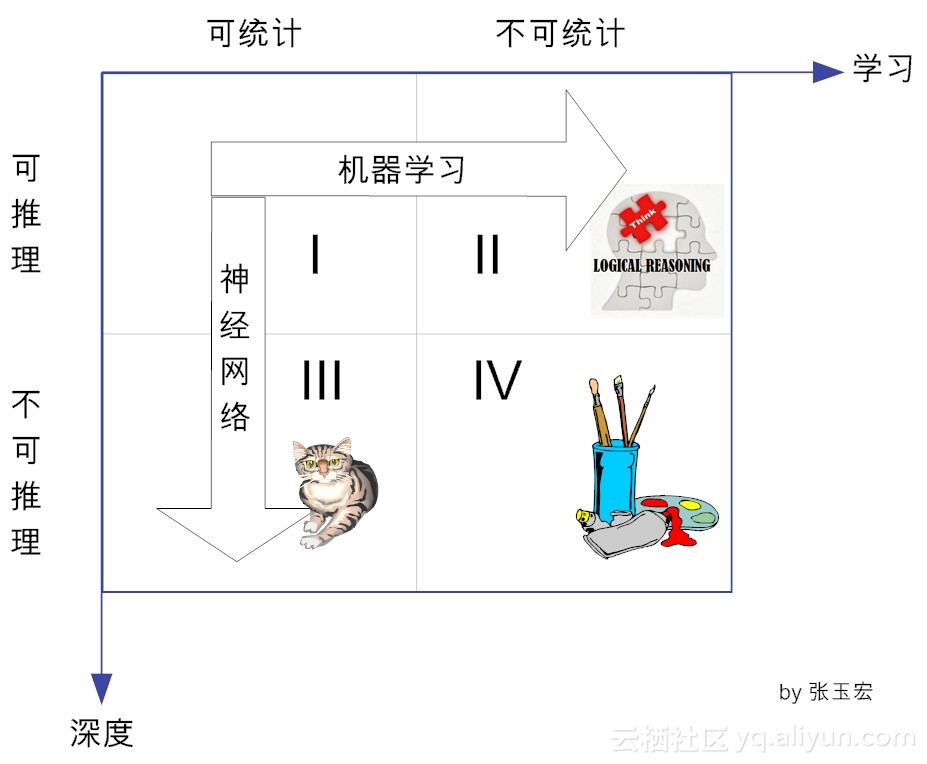 可统计
不可统计
学习
可推理
机器学习
Think
LOGICAL REASONING
I
II
神经网络
III
IV
不可推理
by 张玉宏
深度
云栖社区 yq.aliyun.com